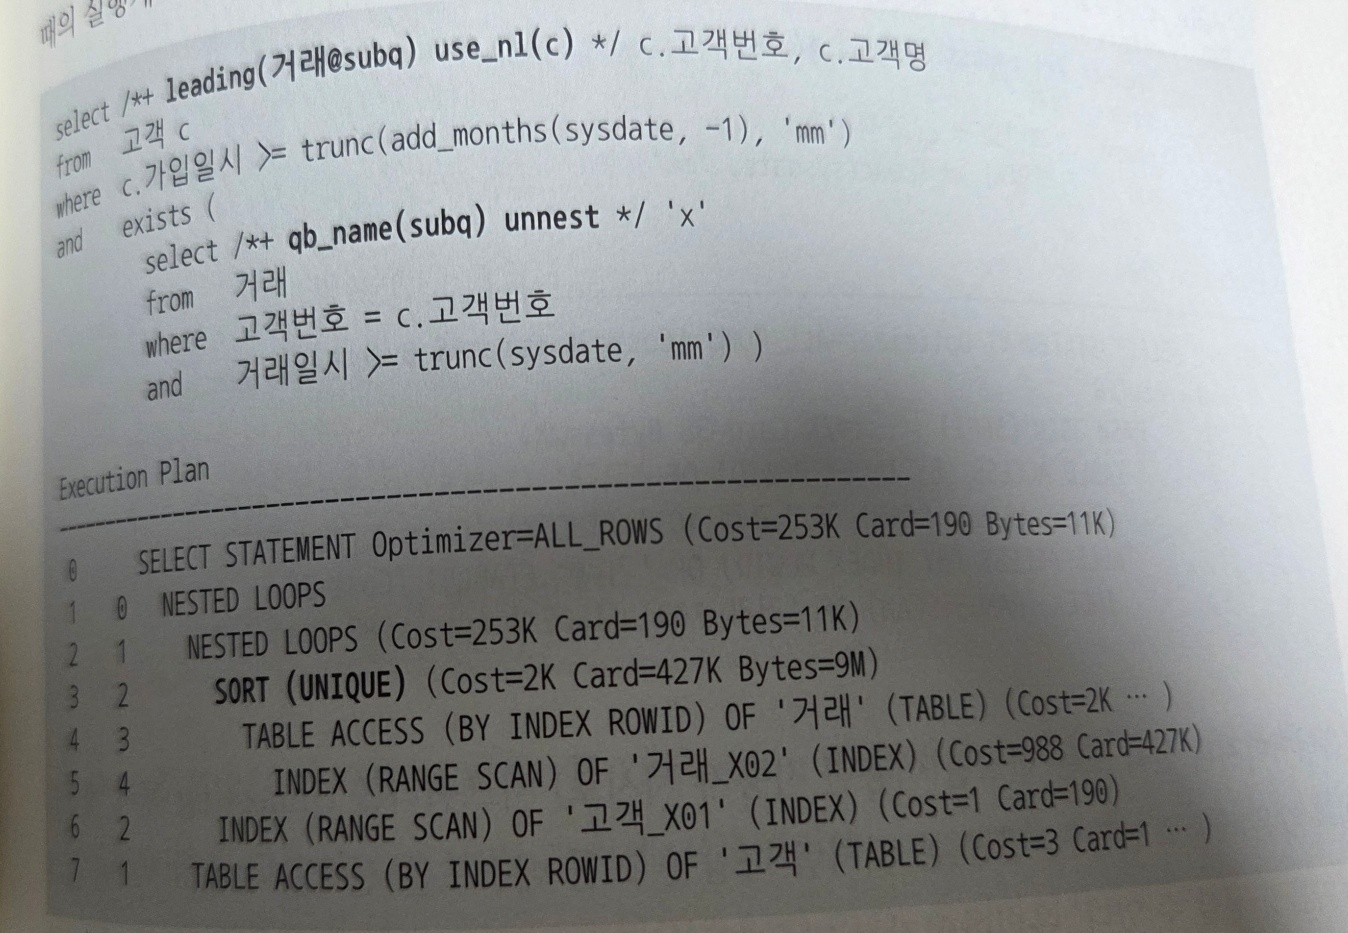 때의
select /*+ leading(거래@subq) use_nl(c) */ c.고객번호, c.고객명
from 고객 c
where c.가입일시 >= trunc(add_months(sysdate, -1), 'mm')
and exists (
select /*+ qb_name(subq) unnest */ 'x'
from 거래
where 고객번호 = c.고객번호
and 거래일시 >= trunc(sysdate, 'mm') )
Execution Plan
--------------------------------------------------------------
0 SELECT STATEMENT Optimizer=ALL_ROWS (Cost=253K Card=190 Bytes=11K)
1 0 NESTED LOOPS
2 1 NESTED LOOPS (Cost=253K Card=190 Bytes=11K)
3 2 SORT (UNIQUE) (Cost=2K Card=427K Bytes=9M)
4 3 TABLE ACCESS (BY INDEX ROWID) OF '거래' (TABLE) (Cost=2K … )
5 4 INDEX (RANGE SCAN) OF '거래_X02' (INDEX) (Cost=988 Card=427K)
6 2 INDEX (RANGE SCAN) OF '고객_X01' (INDEX) (Cost=1 Card=190)
7 1 TABLE ACCESS (BY INDEX ROWID) OF '고객' (TABLE) (Cost=3 Card=1 … )